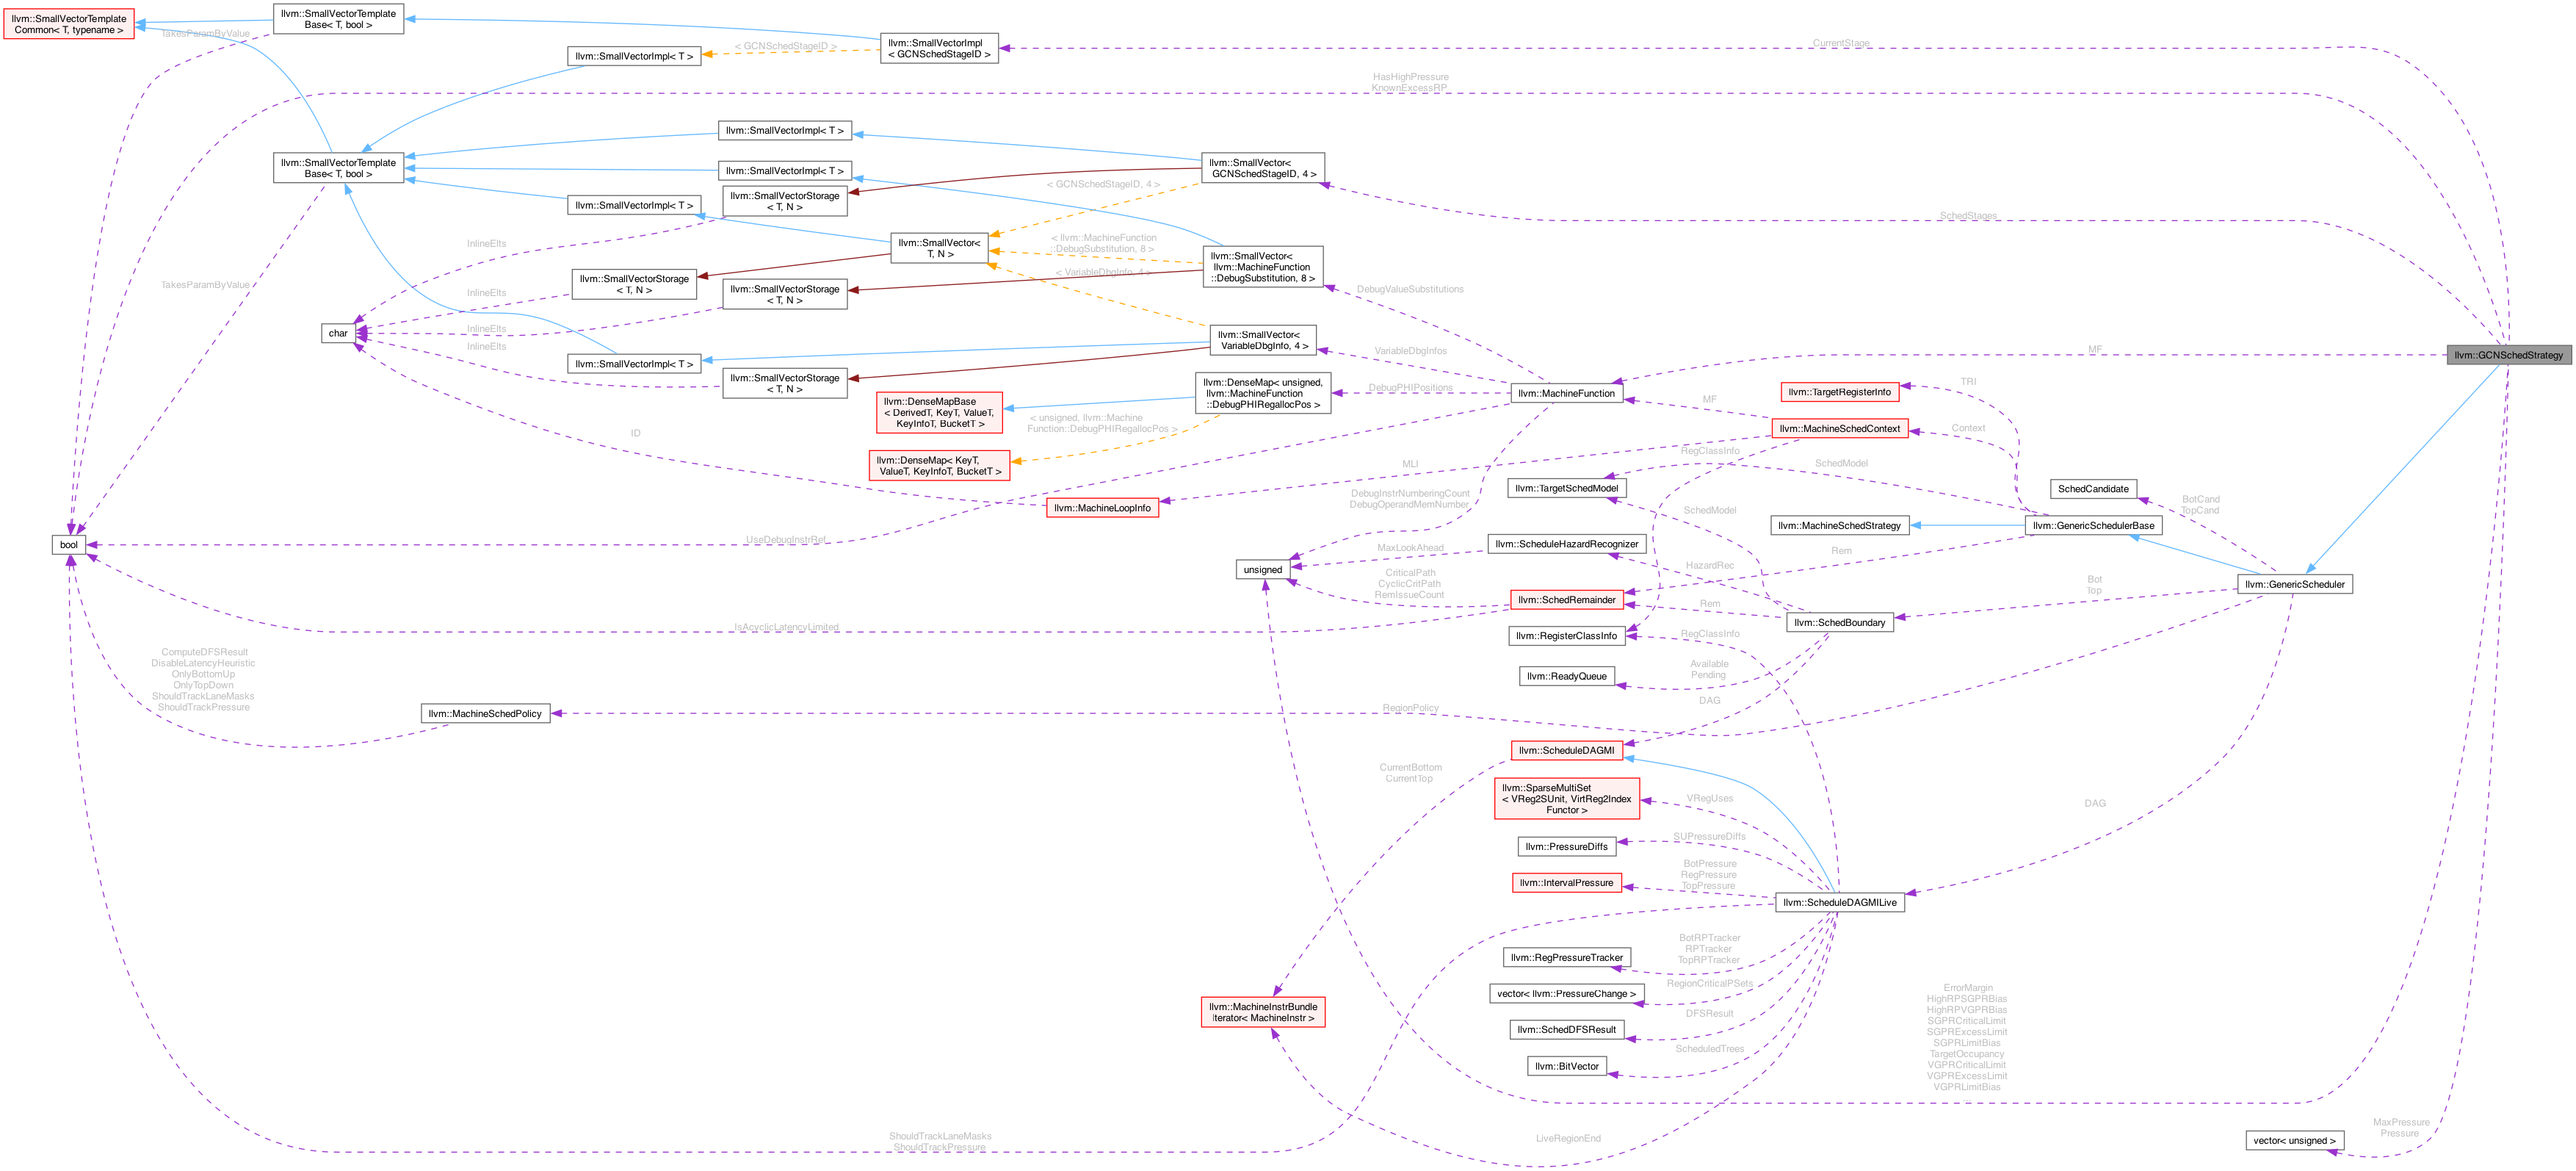 llvm::SmallVectorTemplate
Common< T, typename >
llvm::SmallVectorTemplate
Base< T, bool >
TakesParamByValue
llvm::SmallVectorImpl< T >
< GCNSchedStageID >
llvm::SmallVectorImpl
< GCNSchedStageID >
CurrentStage
HasHighPressure
KnownExcessRP
llvm::SmallVectorTemplate
Base< T, bool >
llvm::SmallVectorImpl< T >
llvm::SmallVectorImpl< T >
llvm::SmallVectorImpl< T >
llvm::SmallVectorStorage
< T, N >
< GCNSchedStageID, 4 >
llvm::SmallVector<
GCNSchedStageID, 4 >
SchedStages
InlineElts
llvm::SmallVector<
T, N >
< llvm::MachineFunction
::DebugSubstitution, 8 >
llvm::SmallVector<
llvm::MachineFunction
::DebugSubstitution, 8 >
TakesParamByValue
InlineElts
llvm::SmallVectorStorage
< T, N >
llvm::SmallVectorStorage
< T, N >
< VariableDbgInfo, 4 >
DebugValueSubstitutions
char
InlineElts
InlineElts
llvm::SmallVectorImpl< T >
llvm::SmallVectorStorage
< T, N >
llvm::SmallVector<
VariableDbgInfo, 4 >
VariableDbgInfos
MF
llvm::GCNSchedStrategy
llvm::DenseMapBase
< DerivedT, KeyT, ValueT,
KeyInfoT, BucketT >
llvm::DenseMap< unsigned,
llvm::MachineFunction
::DebugPHIRegallocPos >
DebugPHIPositions
llvm::MachineFunction
MF
llvm::TargetRegisterInfo
TRI
< unsigned, llvm::Machine
Function::DebugPHIRegallocPos >
llvm::MachineSchedContext
Context
ID
llvm::DenseMap< KeyT,
ValueT, KeyInfoT, BucketT >
MLI
RegClassInfo
SchedModel
llvm::MachineLoopInfo
DebugInstrNumberingCount
DebugOperandMemNumber
llvm::TargetSchedModel
SchedModel
SchedCandidate
BotCand
TopCand
llvm::MachineSchedStrategy
llvm::GenericSchedulerBase
bool
UseDebugInstrRef
unsigned
MaxLookAhead
llvm::ScheduleHazardRecognizer
HazardRec
Rem
CriticalPath
CyclicCritPath
RemIssueCount
llvm::SchedRemainder
Rem
Bot
Top
llvm::GenericScheduler
llvm::SchedBoundary
IsAcyclicLatencyLimited
llvm::RegisterClassInfo
RegClassInfo
ComputeDFSResult
DisableLatencyHeuristic
OnlyBottomUp
OnlyTopDown
ShouldTrackLaneMasks
ShouldTrackPressure
llvm::ReadyQueue
Available
Pending
DAG
llvm::MachineSchedPolicy
RegionPolicy
llvm::ScheduleDAGMI
CurrentBottom
CurrentTop
llvm::SparseMultiSet
< VReg2SUnit, VirtReg2Index
Functor >
VRegUses
DAG
llvm::PressureDiffs
SUPressureDiffs
llvm::IntervalPressure
BotPressure
RegPressure
TopPressure
llvm::ScheduleDAGMILive
llvm::RegPressureTracker
BotRPTracker
RPTracker
TopRPTracker
vector< llvm::PressureChange >
RegionCriticalPSets
llvm::MachineInstrBundle
Iterator< MachineInstr >
llvm::SchedDFSResult
DFSResult
llvm::BitVector
ScheduledTrees
ErrorMargin
HighRPSGPRBias
HighRPVGPRBias
SGPRCriticalLimit
SGPRExcessLimit
SGPRLimitBias
TargetOccupancy
VGPRCriticalLimit
VGPRExcessLimit
VGPRLimitBias
...
ShouldTrackLaneMasks
ShouldTrackPressure
LiveRegionEnd
vector< unsigned >
MaxPressure
Pressure